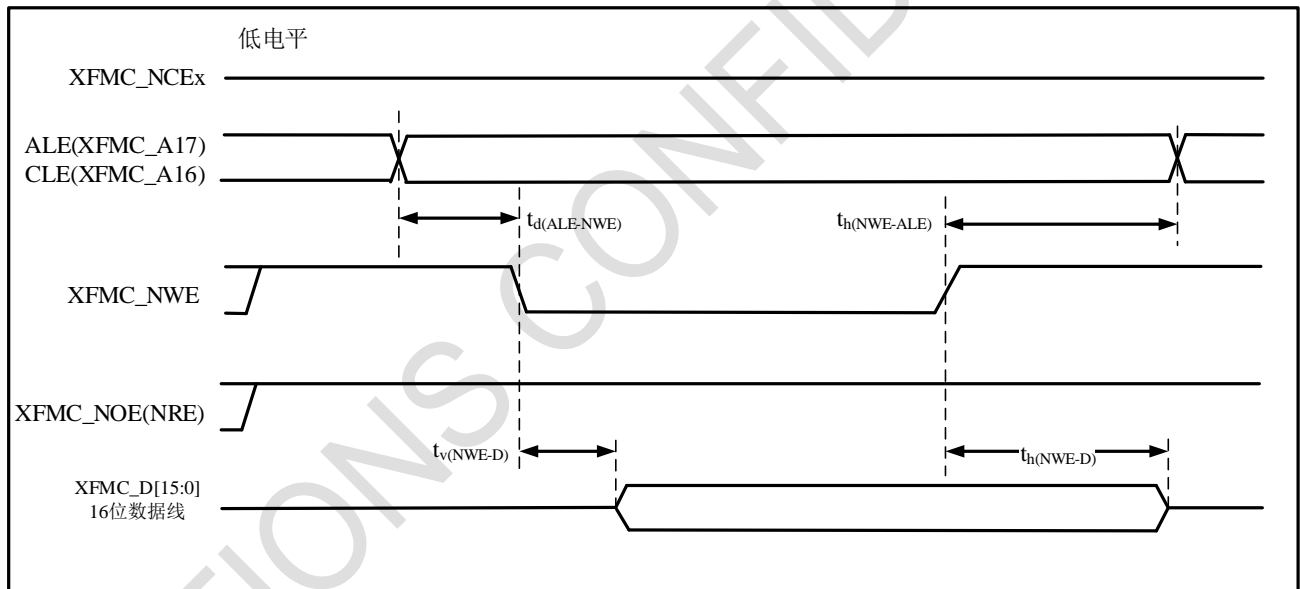 低电平
XFMC_NCEx
ALE(XFMC_A17)
CLE(XFMC_A16)
td(ALE-NWE)
th(NWE-ALE)
XFMC_NWE
XFMC_NOE(NRE)
tv(NWE-D)
th(NWE-D)
XFMC_D[15:0]
16位数据线